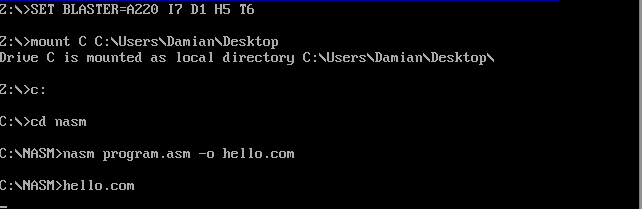 Z:\>SET BLASTER=A220 I7 D1 H5 T6
Z:\>mount C C:\Users\Damian\Desktop
Drive C is mounted as local directory C:\Users\Damian\Desktop\
Z:\>c:
C:\>cd nasm
C:\NASM>nasm program.asm -o hello.com
C:\NASM>hello.com